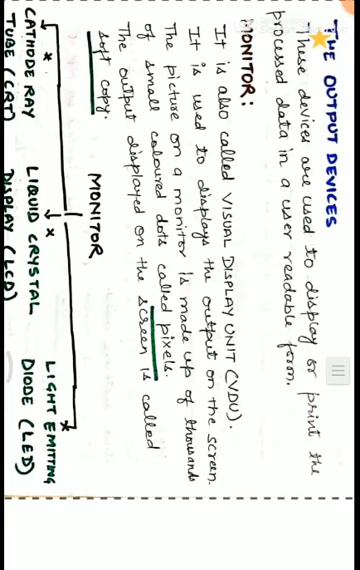 THE OUTPUT DEVICES
These devices are used to display or print the
processed data in a user readable form.
MONITOR:
It is also called VISUAL DISPLAY UNIT (VDU).
It is used to displays the output on the screen.
The picture on a monitor is made up of thousands
of small coloured dots called pixels.
The output displayed on the screen is called
soft copy.
MONITOR
CATHODE RAY LIQUID CRYSTAL LIGHT EMITTING
TUBE (CRT) DISPLAY (LCD) DIODE (LED)